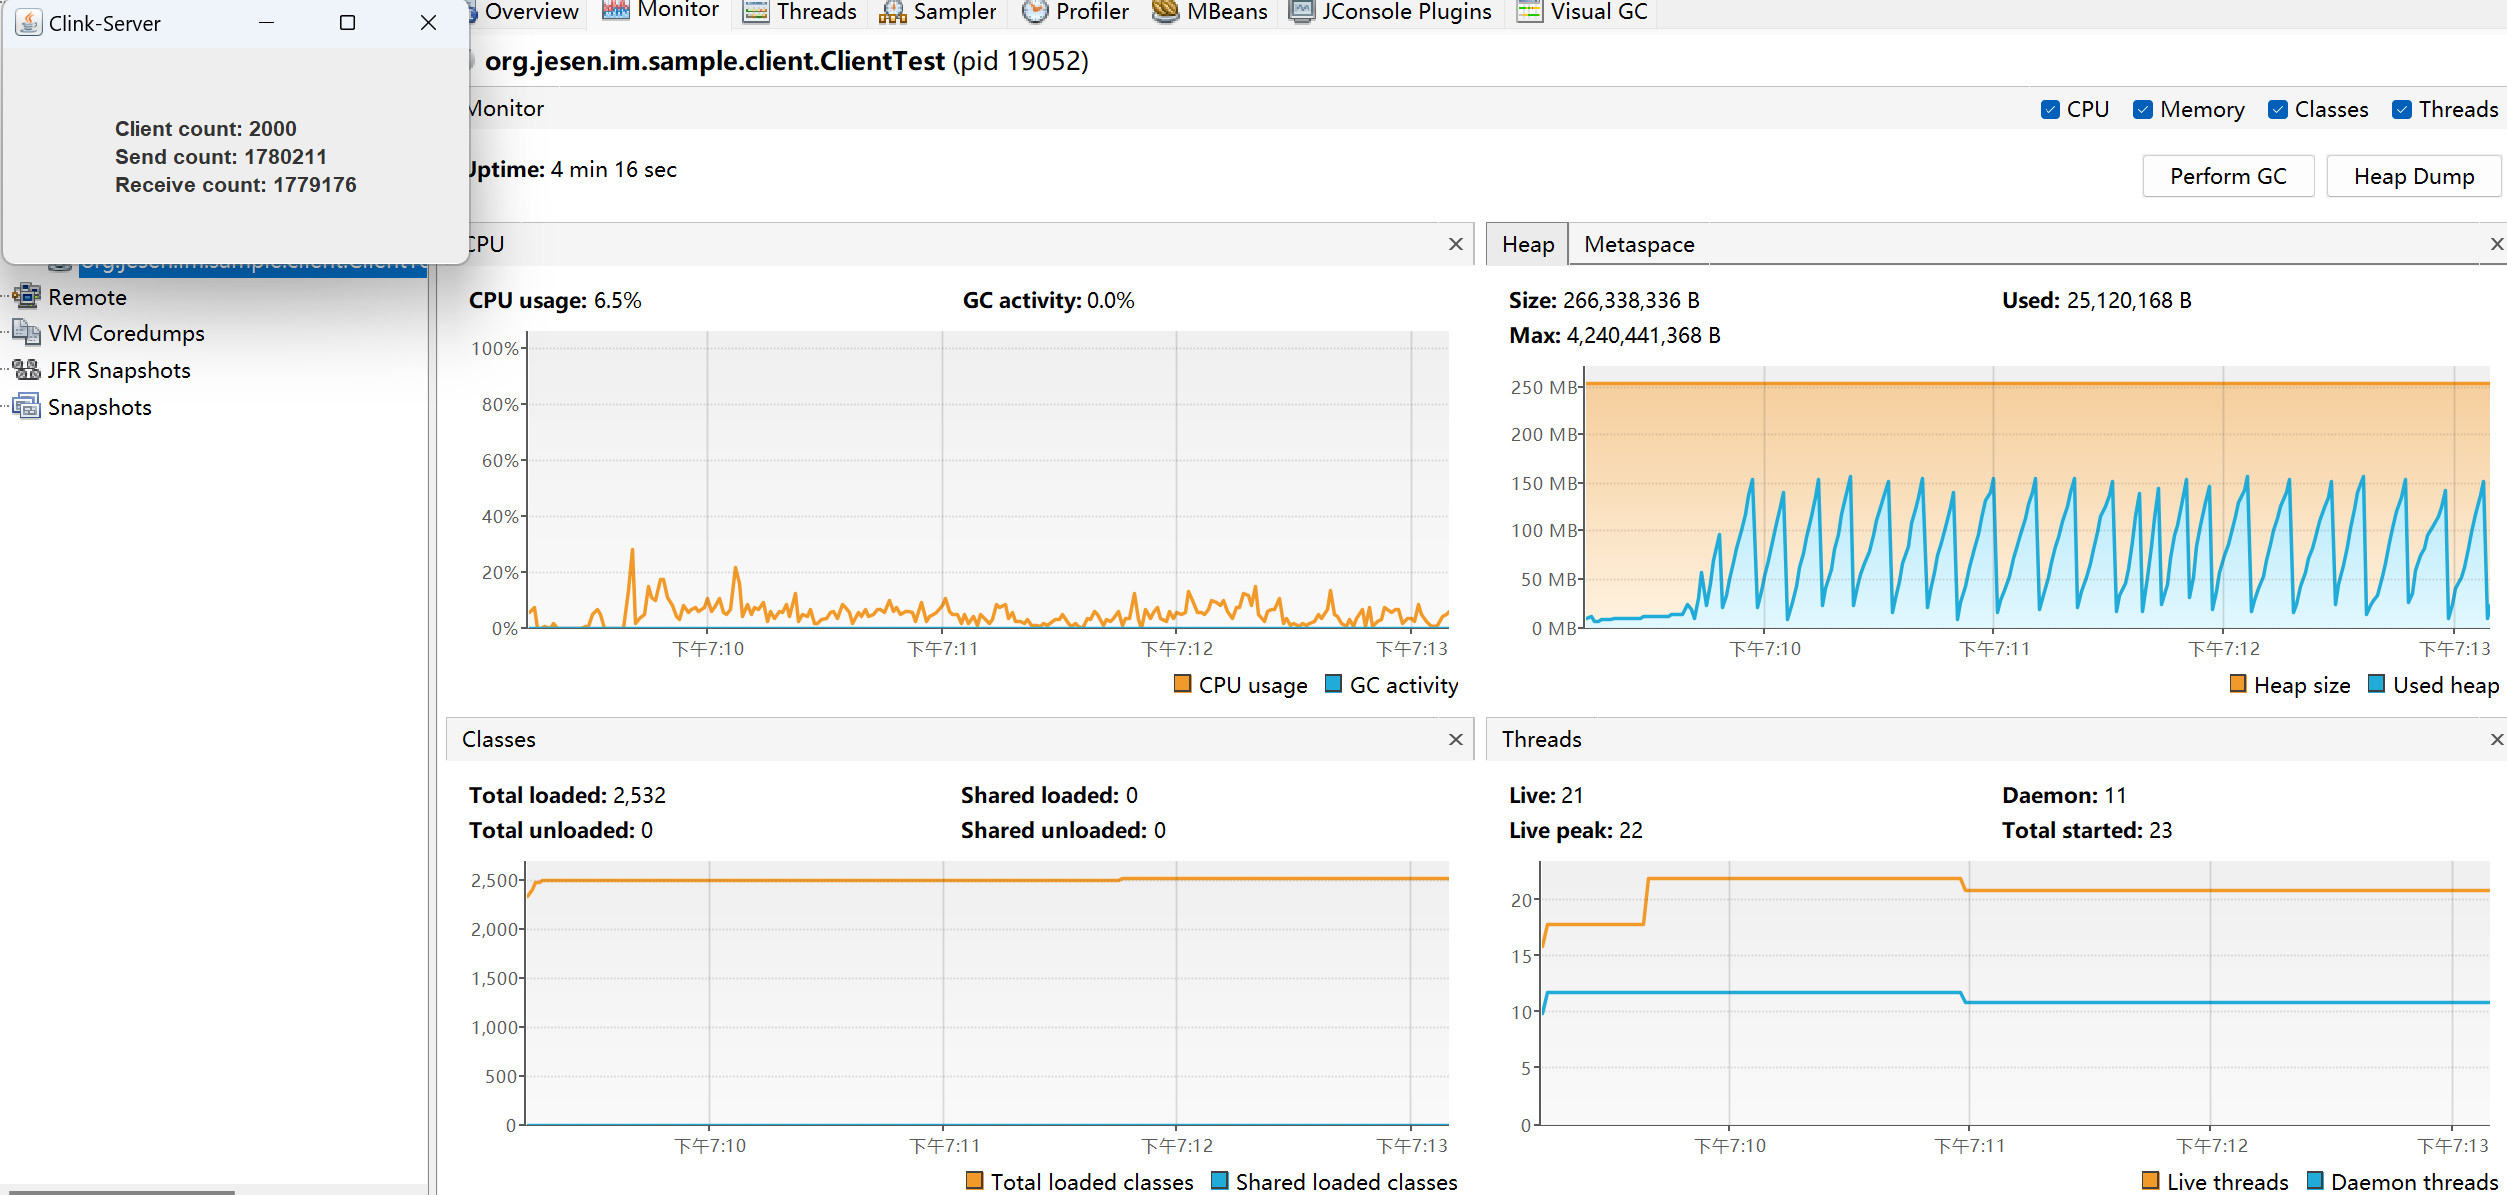 Clink-Server
Client count: 2000
Send count: 1780211
Receive count: 1779176
Overview
Monitor
Threads
Sampler
Profiler
MBeans
JConsole Plugins
Visual GC
org.jesen.im.sample.client.ClientTest (pid 19052)
Monitor
CPU
Memory
Classes
Threads
Uptime: 4 min 16 sec
Perform GC
Heap Dump
org.jesen.im.sample.client.ClientTe
Remote
VM Coredumps
JFR Snapshots
Snapshots
CPU
CPU usage: 6.5%
GC activity: 0.0%
100%
80%
60%
40%
20%
0%
下午7:10
下午7:11
下午7:12
下午7:13
CPU usage
GC activity
Heap
Metaspace
Size: 266,338,336 B
Used: 25,120,168 B
Max: 4,240,441,368 B
250 MB
200 MB
150 MB
100 MB
50 MB
0 MB
下午7:10
下午7:11
下午7:12
下午7:13
Heap size
Used heap
Classes
Total loaded: 2,532
Shared loaded: 0
Total unloaded: 0
Shared unloaded: 0
2,500
2,000
1,500
1,000
500
0
下午7:10
下午7:11
下午7:12
下午7:13
Total loaded classes
Shared loaded classes
Threads
Live: 21
Daemon: 11
Live peak: 22
Total started: 23
20
15
10
5
0
下午7:10
下午7:11
下午7:12
下午7:13
Live threads
Daemon threads